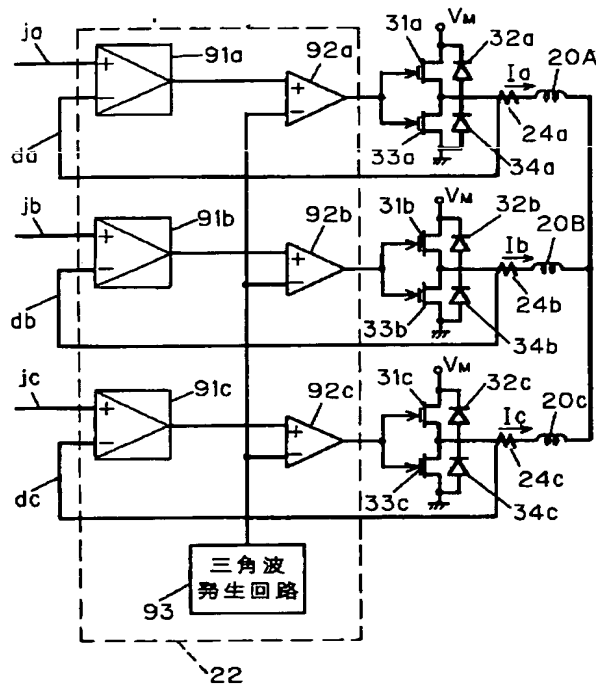 ja
91a
92a
31a
VM
32a
Ia
20A
da
33a
24a
34a
jb
91b
92b
31b
VM
32b
Ib
20B
db
33b
24b
34b
jc
91c
92c
31c
VM
32c
Ic
20c
dc
33c
24c
34c
三角波
発生回路
93
22